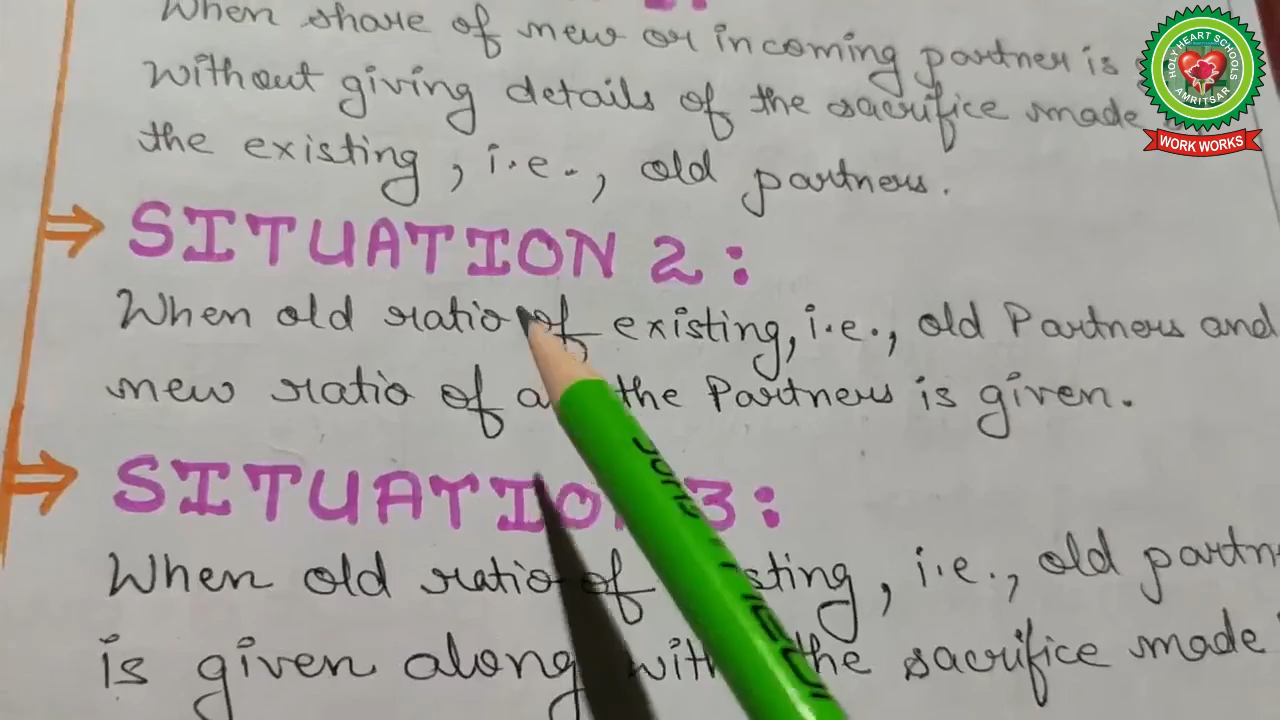 When share of new or incoming partner is
without giving details of the sacrifice made
the existing, i.e., old partners.
SITUATION 2:
When old ratio of existing, i.e., old Partners and
new ratio of the Partners is given.
SITUATION 3:
When old ratio of i.e., old
is given along the sacrifice made
HOLY HEART SCHOOLS
AMRITSAR
WORK WORKS